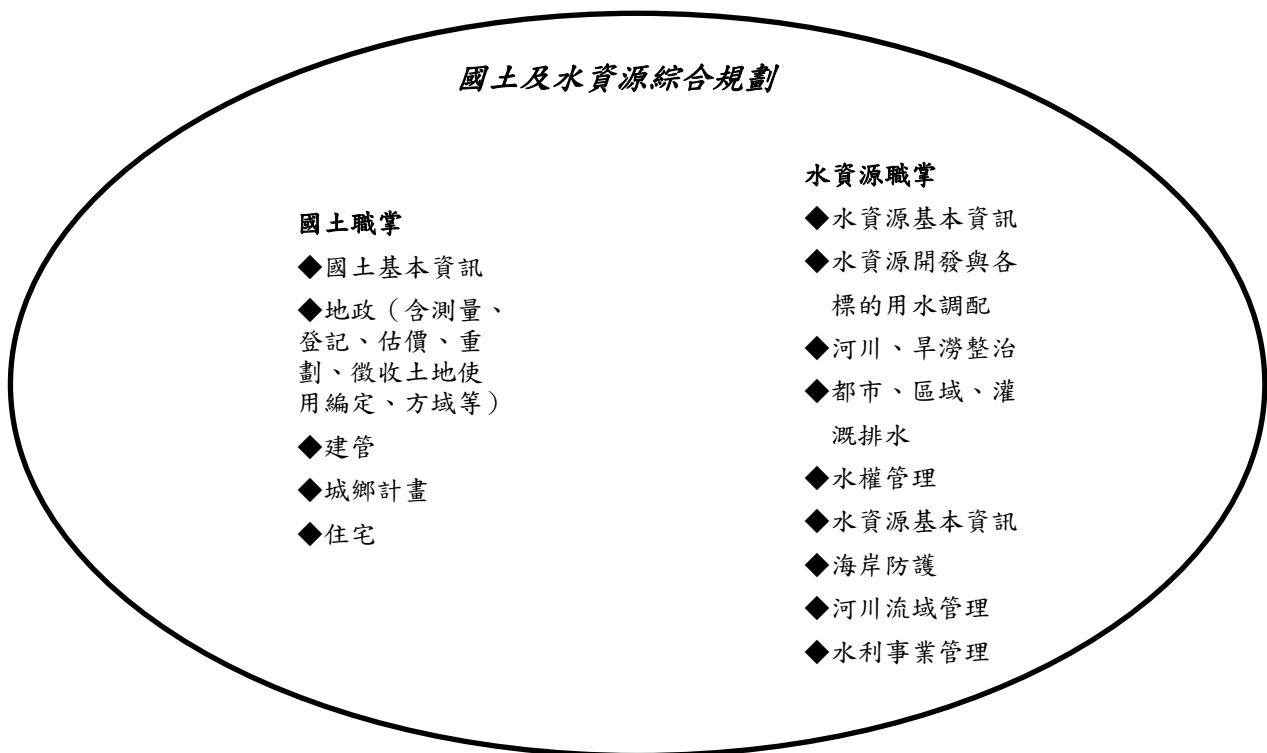 國土及水資源綜合規劃
國土職掌
◆國土基本資訊
◆地政（含測量、
登記、估價、重
劃、徵收土地使
用編定、方域等）
◆建管
◆城鄉計畫
◆住宅
水資源職掌
◆水資源基本資訊
◆水資源開發與各
標的用水調配
◆河川、旱澇整治
◆都市、區域、灌
溉排水
◆水權管理
◆水資源基本資訊
◆海岸防護
◆河川流域管理
◆水利事業管理